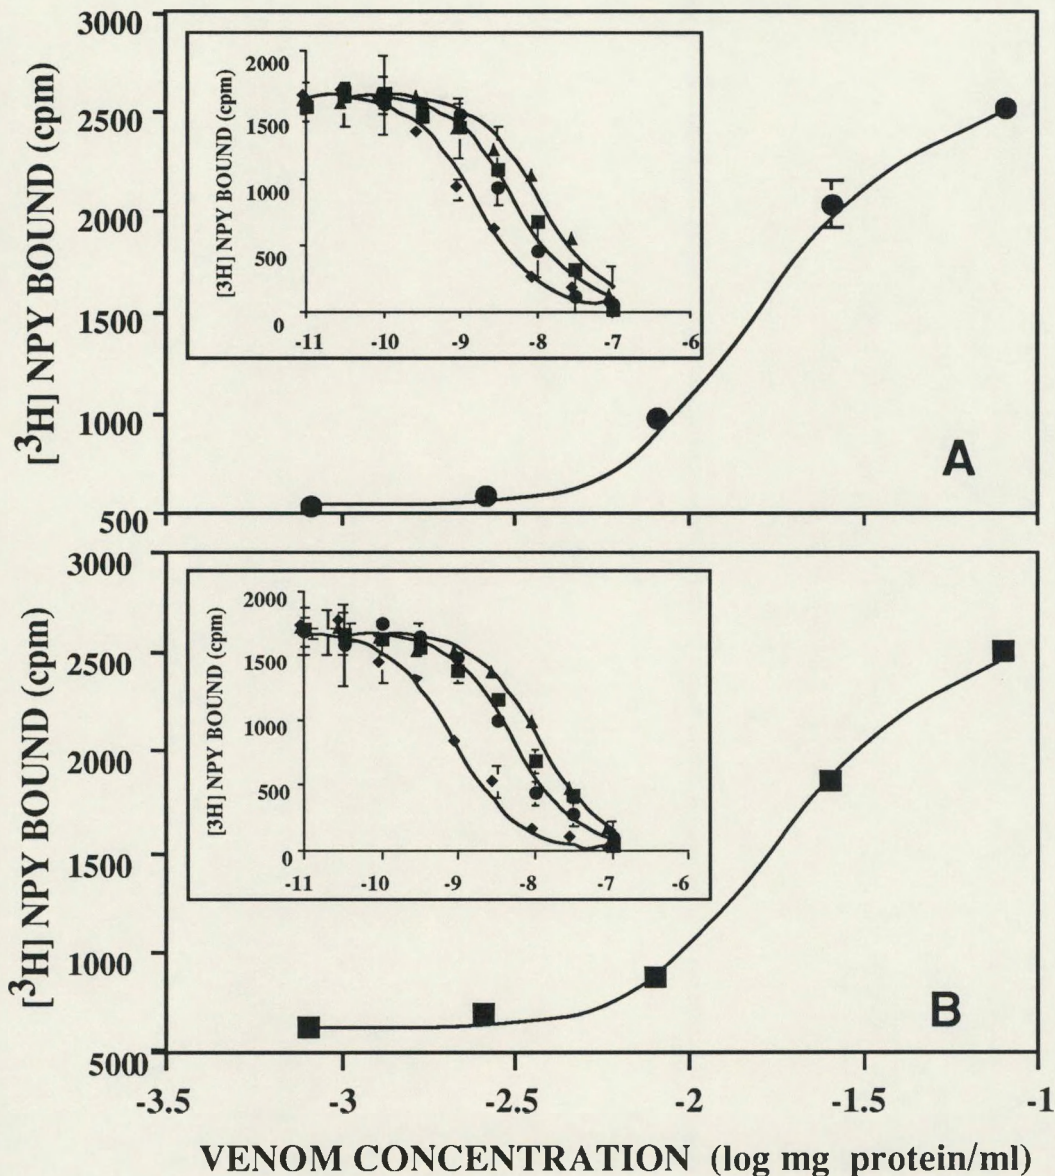 3000
2500
2000
1500
1000
500
[3H] NPY BOUND (cpm)
2000
1500
1000
500
0
[3H] NPY BOUND (cpm)
-11 -10 -9 -8 -7 -6
A
3000
2500
2000
1500
1000
5000
[3H] NPY BOUND (cpm)
2000
1500
1000
500
0
[3H] NPY BOUND (cpm)
-11 -10 -9 -8 -7 -6
B
-3.5 -3 -2.5 -2 -1.5 -1
VENOM CONCENTRATION (log mg protein/ml)